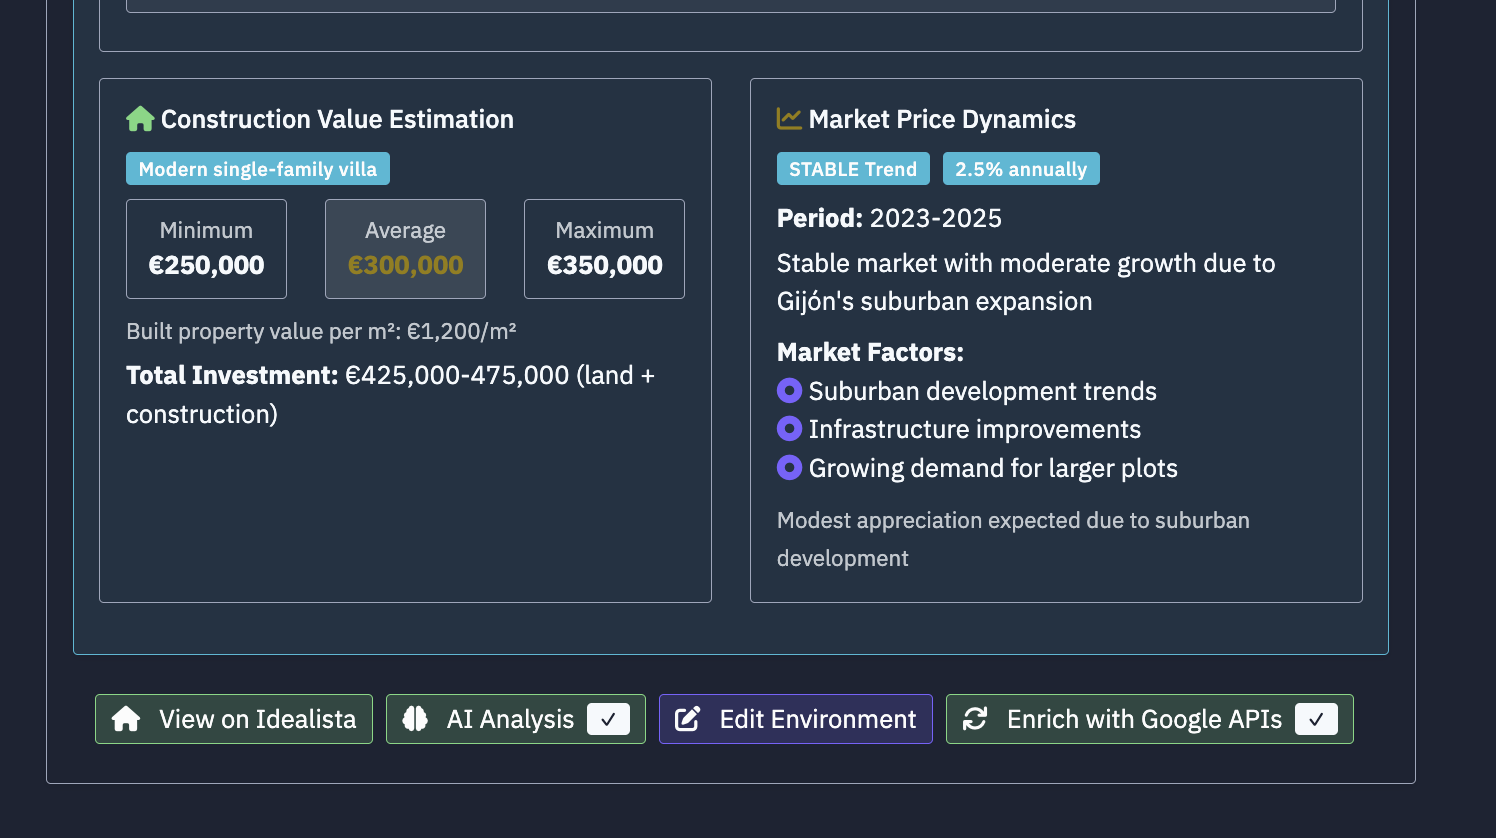 Construction Value Estimation
Modern single-family villa
Minimum
€250,000
Average
€300,000
Maximum
€350,000
Built property value per m²: €1,200/m²
Total Investment: €425,000-475,000 (land +
construction)
Market Price Dynamics
STABLE Trend
2.5% annually
Period: 2023-2025
Stable market with moderate growth due to
Gijón's suburban expansion
Market Factors:
Suburban development trends
Infrastructure improvements
Growing demand for larger plots
Modest appreciation expected due to suburban
development
View on Idealista
AI Analysis ✓
Edit Environment
Enrich with Google APIs ✓